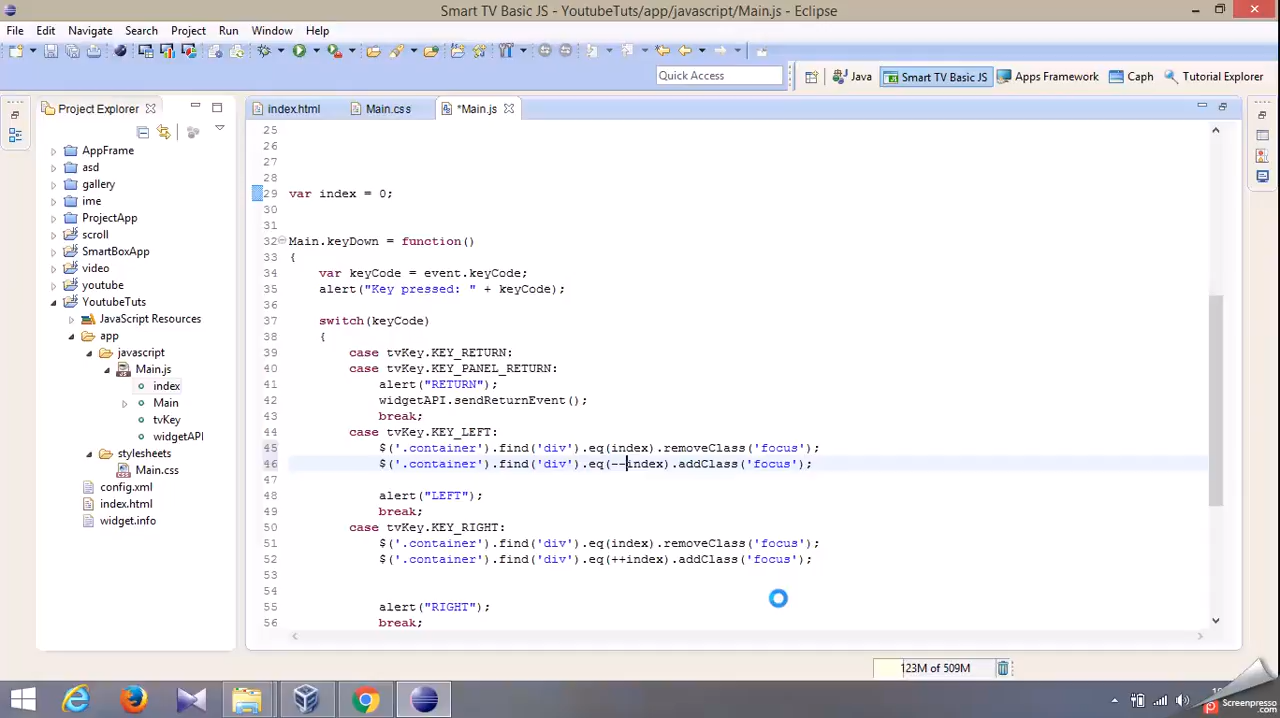 Smart TV Basic JS - YoutubeTuts/app/javascript/Main.js - Eclipse
File Edit Navigate Search Project Run Window Help
Quick Access
Java
Smart TV Basic JS
Apps Framework
Caph
Tutorial Explorer
Project Explorer
AppFrame
asd
gallery
ime
ProjectApp
scroll
SmartBoxApp
video
youtube
YoutubeTuts
JavaScript Resources
app
javascript
Main.js
index
Main
tvKey
widgetAPI
stylesheets
Main.css
config.xml
index.html
widget.info
index.html
Main.css
*Main.js
25
26
27
28
29 var index = 0;
30
31
32 Main.keyDown = function()
33 {
34 var keyCode = event.keyCode;
35 alert("Key pressed: " + keyCode);
36
37 switch(keyCode)
38 {
39 case tvKey.KEY_RETURN:
40 case tvKey.KEY_PANEL_RETURN:
41 alert("RETURN");
42 widgetAPI.sendReturnEvent();
43 break;
44 case tvKey.KEY_LEFT:
45 $('.container').find('div').eq(index).removeClass('focus');
46 $('.container').find('div').eq(--index).addClass('focus');
47
48 alert("LEFT");
49 break;
50 case tvKey.KEY_RIGHT:
51 $('.container').find('div').eq(index).removeClass('focus');
52 $('.container').find('div').eq(++index).addClass('focus');
53
54
55 alert("RIGHT");
56 break;
123M of 509M
Screenpresso
.com